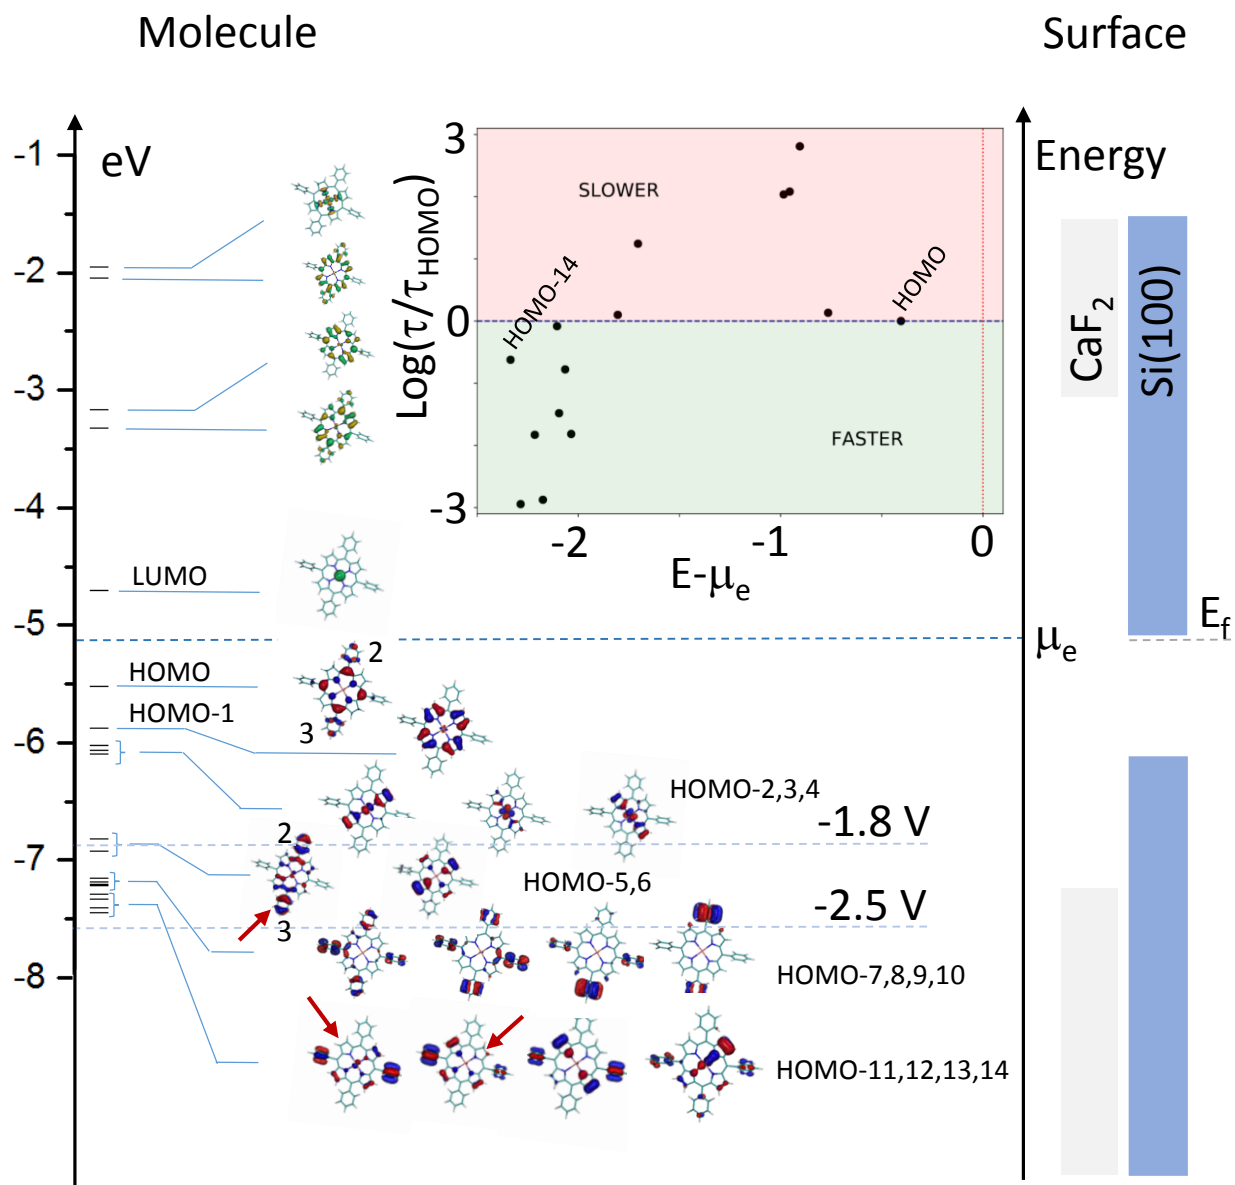 Molecule
Surface
eV
-1
-2
-3
-4
-5
-6
-7
-8
Energy
3
0
-3
Log(τ/τHOMO)
SLOWER
FASTER
HOMO-14
HOMO
-2
-1
0
E-μe
CaF2
Si(100)
Ef
μe
LUMO
HOMO
2
3
HOMO-1
HOMO-2,3,4
-1.8 V
2
3
HOMO-5,6
-2.5 V
HOMO-7,8,9,10
HOMO-11,12,13,14